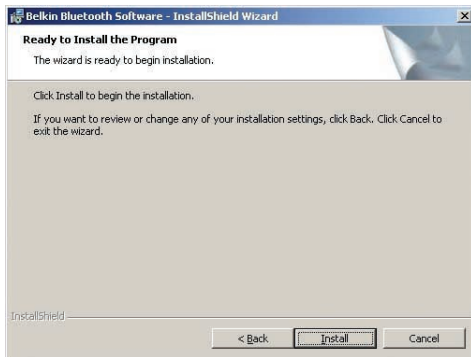 Belkin Bluetooth Software - InstallShield Wizard
Ready to Install the Program
The wizard is ready to begin installation.
Click Install to begin the installation.
If you want to review or change any of your installation settings, click Back. Click Cancel to
exit the wizard.
InstallShield
< Back Install Cancel